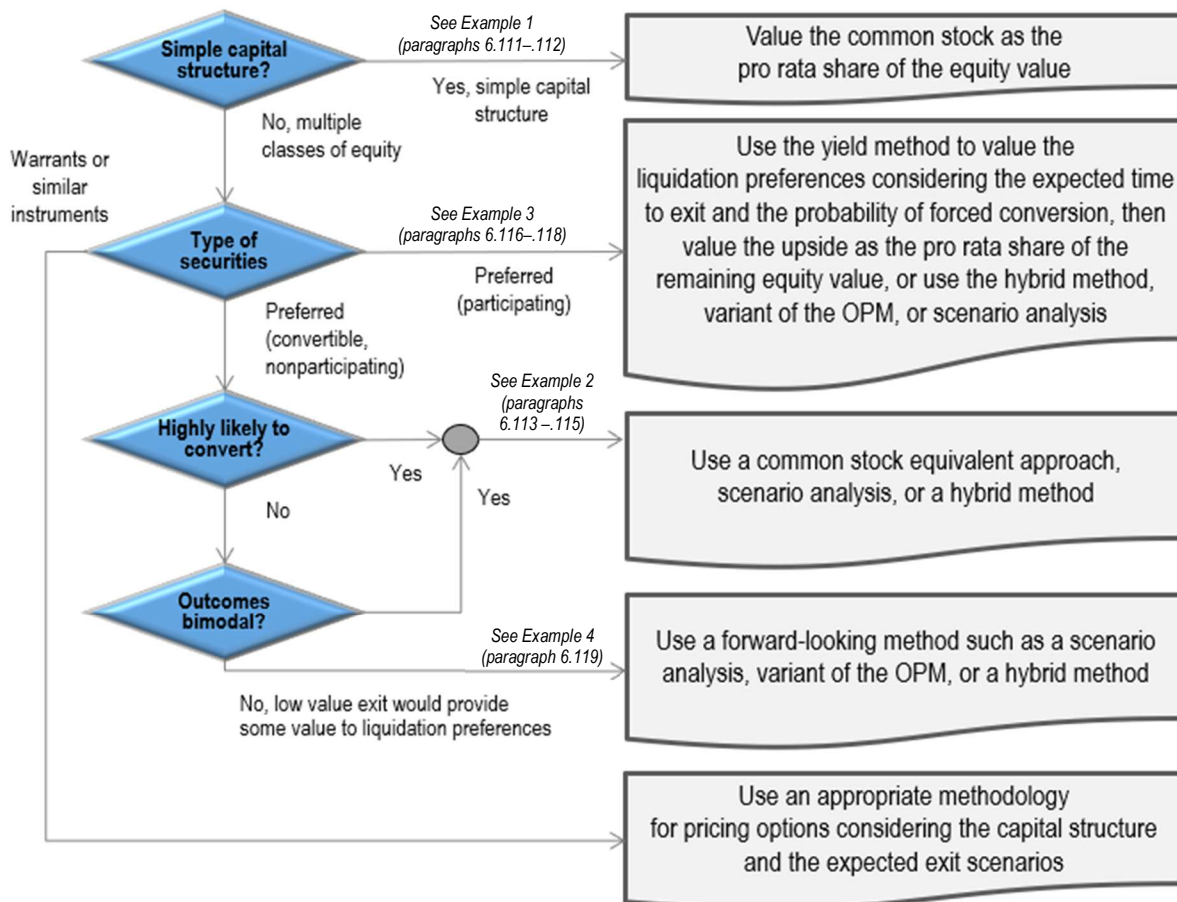 Simple capital
structure?
See Example 1
(paragraphs 6.111–.112)
Yes, simple capital
structure
Value the common stock as the
pro rata share of the equity value
No, multiple
classes of equity
Warrants or
similar
instruments
Type of
securities
See Example 3
(paragraphs 6.116–.118)
Preferred
(participating)
Use the yield method to value the
liquidation preferences considering the expected time
to exit and the probability of forced conversion, then
value the upside as the pro rata share of the
remaining equity value, or use the hybrid method,
variant of the OPM, or scenario analysis
Preferred
(convertible,
nonparticipating)
Highly likely to
convert?
Yes
See Example 2
(paragraphs
6.113 –.115)
Yes
Use a common stock equivalent approach,
scenario analysis, or a hybrid method
No
Outcomes
bimodal?
See Example 4
(paragraph 6.119)
No, low value exit would provide
some value to liquidation preferences
Use a forward-looking method such as a scenario
analysis, variant of the OPM, or a hybrid method
Use an appropriate methodology
for pricing options considering the capital structure
and the expected exit scenarios